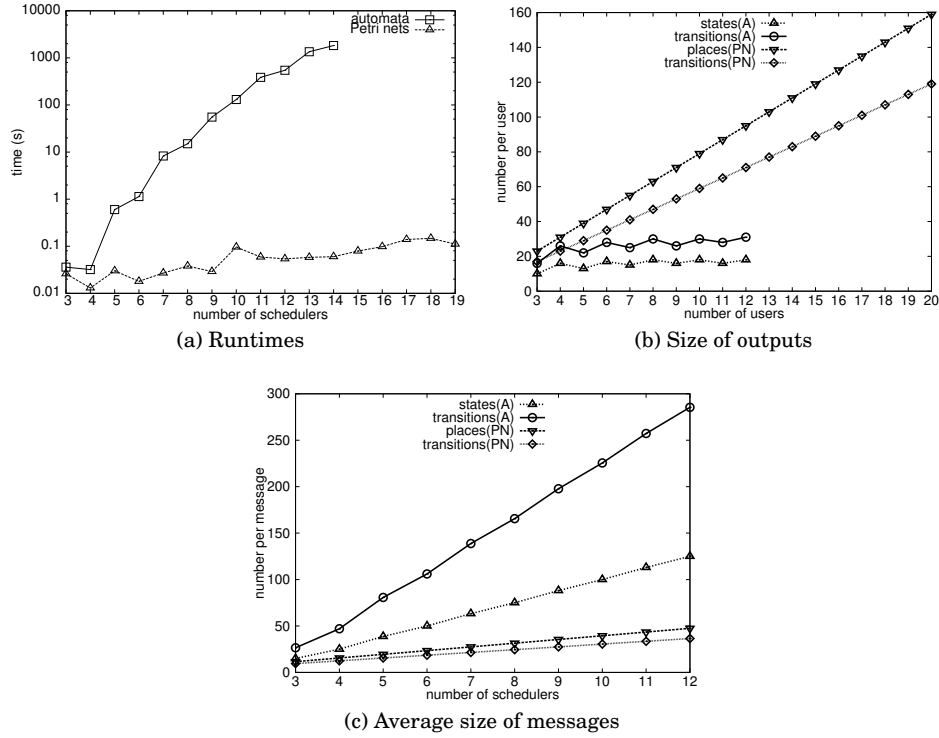 10000
1000
100
10
1
0.1
0.01
time (s)
automata
Petri nets
3 4 5 6 7 8 9 10 11 12 13 14 15 16 17 18 19
number of schedulers
(a) Runtimes
160
140
120
100
80
60
40
20
0
number per user
states(A)
transitions(A)
places(PN)
transitions(PN)
3 4 5 6 7 8 9 10 11 12 13 14 15 16 17 18 19 20
number of users
(b) Size of outputs
300
250
200
150
100
50
0
number per message
states(A)
transitions(A)
places(PN)
transitions(PN)
3 4 5 6 7 8 9 10 11 12
number of schedulers
(c) Average size of messages